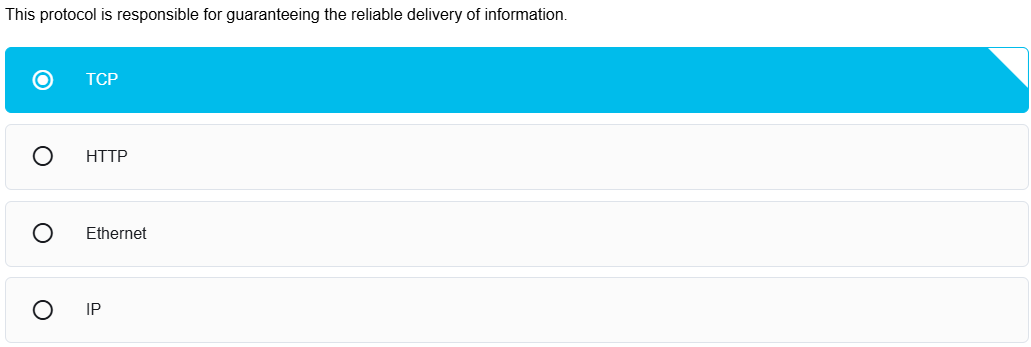 This protocol is responsible for guaranteeing the reliable delivery of information.
TCP
HTTP
Ethernet
IP